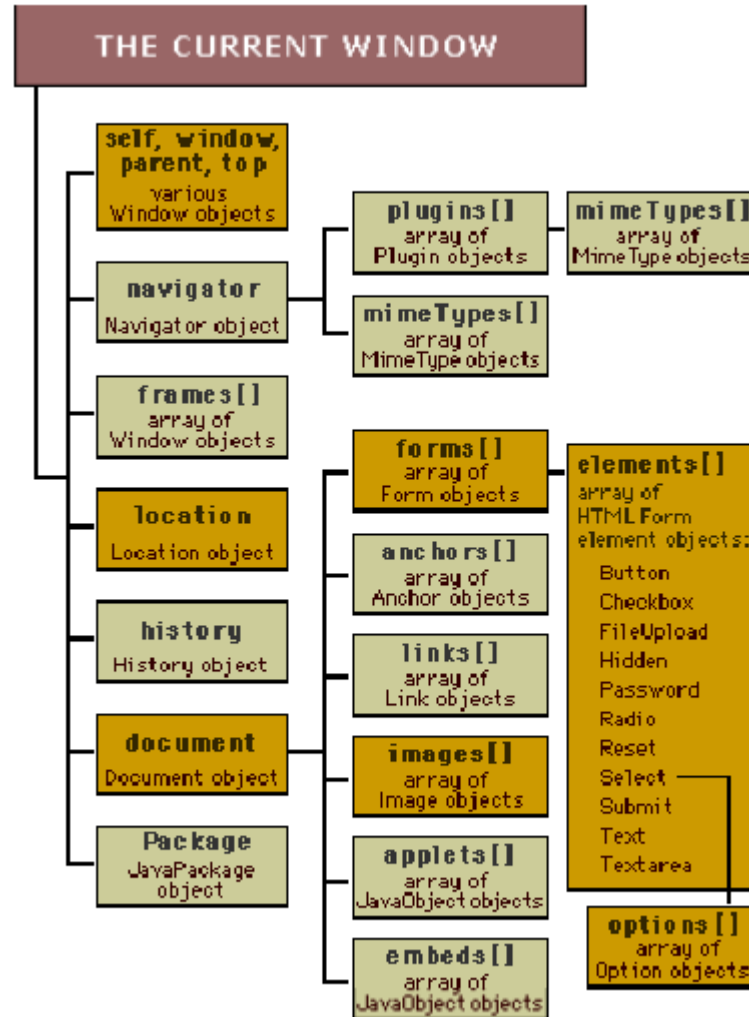 THE CURRENT WINDOW
self, window,
parent, top
various
Window objects
navigator
Navigator object
frames[]
array of
Window objects
location
Location object
history
History object
document
Document object
Package
JavaPackage
object
plugins[]
array of
Plugin objects
mimeTypes[]
array of
MimeType objects
mimeTypes[]
array of
MimeType objects
forms[]
array of
Form objects
anchors[]
array of
Anchor objects
links[]
array of
Link objects
images[]
array of
Image objects
applets[]
array of
JavaObject objects
embeds[]
array of
JavaObject objects
elements[]
array of
HTML Form
element objects:
Button
Checkbox
FileUpload
Hidden
Password
Radio
Reset
Select
Submit
Text
Textarea
options[]
array of
Option objects